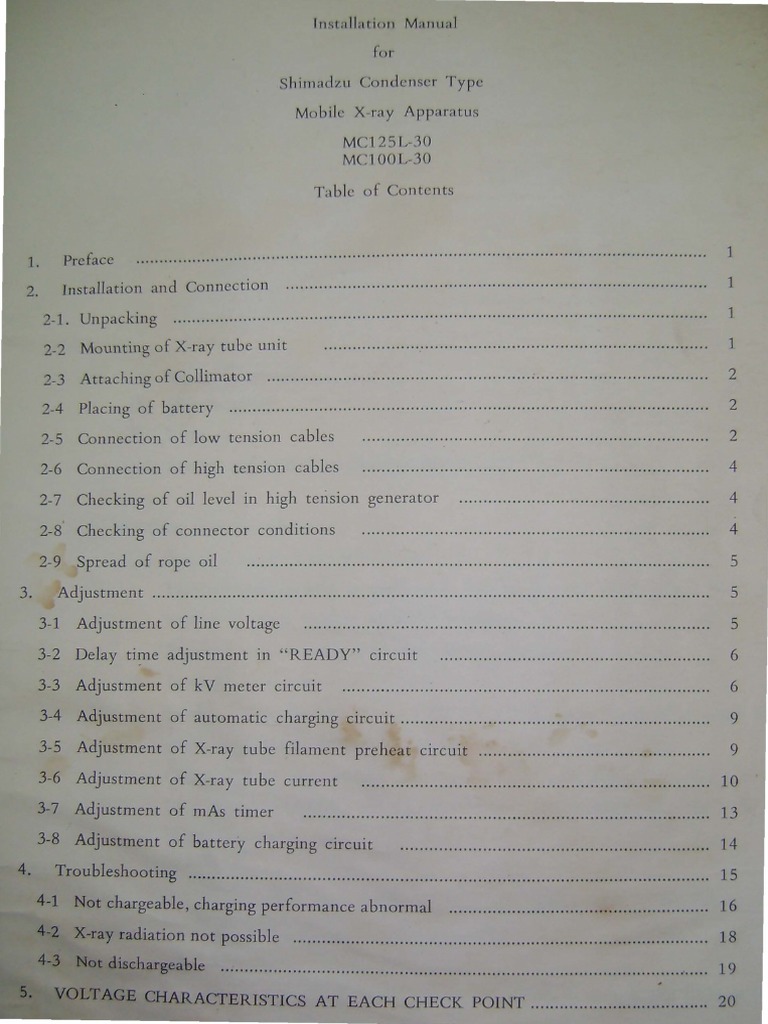 Installation Manual
for
Shimadzu Condenser Type
Mobile X-ray Apparatus
MC125L-30
MC100L-30
Table of Contents
1. Preface ........ 1
2. Installation and Connection ........ 1
2-1. Unpacking ........ 1
2-2 Mounting of X-ray tube unit ........ 1
2-3 Attaching of Collimator ........ 2
2-4 Placing of battery ........ 2
2-5 Connection of low tension cables ........ 2
2-6 Connection of high tension cables ........ 4
2-7 Checking of oil level in high tension generator ........ 4
2-8 Checking of connector conditions ........ 4
2-9 Spread of rope oil ........ 5
3. Adjustment ........ 5
3-1 Adjustment of line voltage ........ 5
3-2 Delay time adjustment in “READY” circuit ........ 6
3-3 Adjustment of kV meter circuit ........ 6
3-4 Adjustment of automatic charging circuit ........ 9
3-5 Adjustment of X-ray tube filament preheat circuit ........ 9
3-6 Adjustment of X-ray tube current ........ 10
3-7 Adjustment of mAs timer ........ 13
3-8 Adjustment of battery charging circuit ........ 14
4. Troubleshooting ........ 15
4-1 Not chargeable, charging performance abnormal ........ 16
4-2 X-ray radiation not possible ........ 18
4-3 Not dischargeable ........ 19
5. VOLTAGE CHARACTERISTICS AT EACH CHECK POINT ........ 20